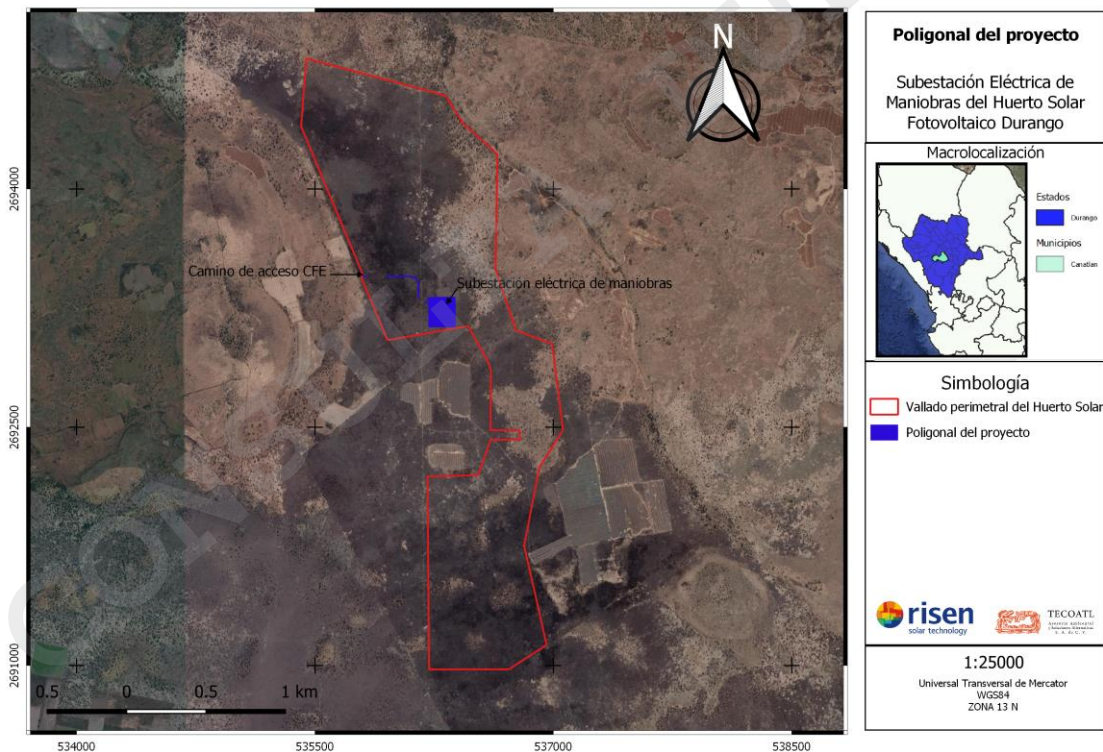 Poligonal del proyecto
Subestación Eléctrica de
Maniobras del Huerto Solar
Fotovoltaico Durango
Macrolocalización
Estados
Durango
Municipios
Canatlan
Simbología
Vallado perimetral del Huerto Solar
Poligonal del proyecto
risen
solar technology
TECOATL
1:25000
Universal Transversal de Mercator
WGS84
ZONA 13 N
N
Camino de acceso CFE
Subestación eléctrica de maniobras
2694000
2692500
2691000
0.5 0 0.5 1 km
534000 535500 537000 538500